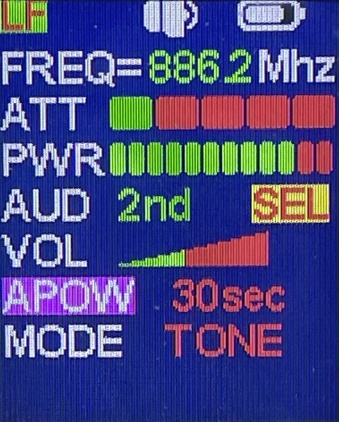 LF
FREQ= 886.2 Mhz
ATT
PWR
AUD 2nd SEL
VOL
APOW 30sec
MODE TONE